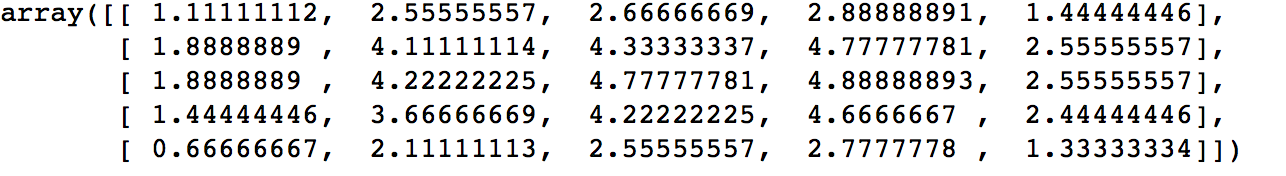 array([[ 1.11111112,  2.55555557,  2.66666669,  2.88888891,  1.44444446],
       [ 1.8888889 ,  4.11111114,  4.33333337,  4.77777781,  2.55555557],
       [ 1.8888889 ,  4.22222225,  4.77777781,  4.88888893,  2.55555557],
       [ 1.44444446,  3.66666669,  4.22222225,  4.6666667 ,  2.44444446],
       [ 0.66666667,  2.11111113,  2.55555557,  2.7777778 ,  1.33333334]])